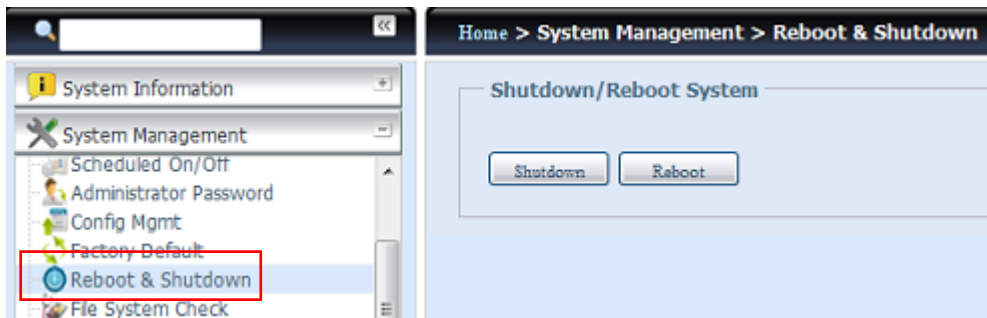 Home > System Management > Reboot & Shutdown
System Information
System Management
Scheduled On/Off
Administrator Password
Config Mgmt
Factory Default
Reboot & Shutdown
File System Check
Shutdown/Reboot System
Shutdown
Reboot